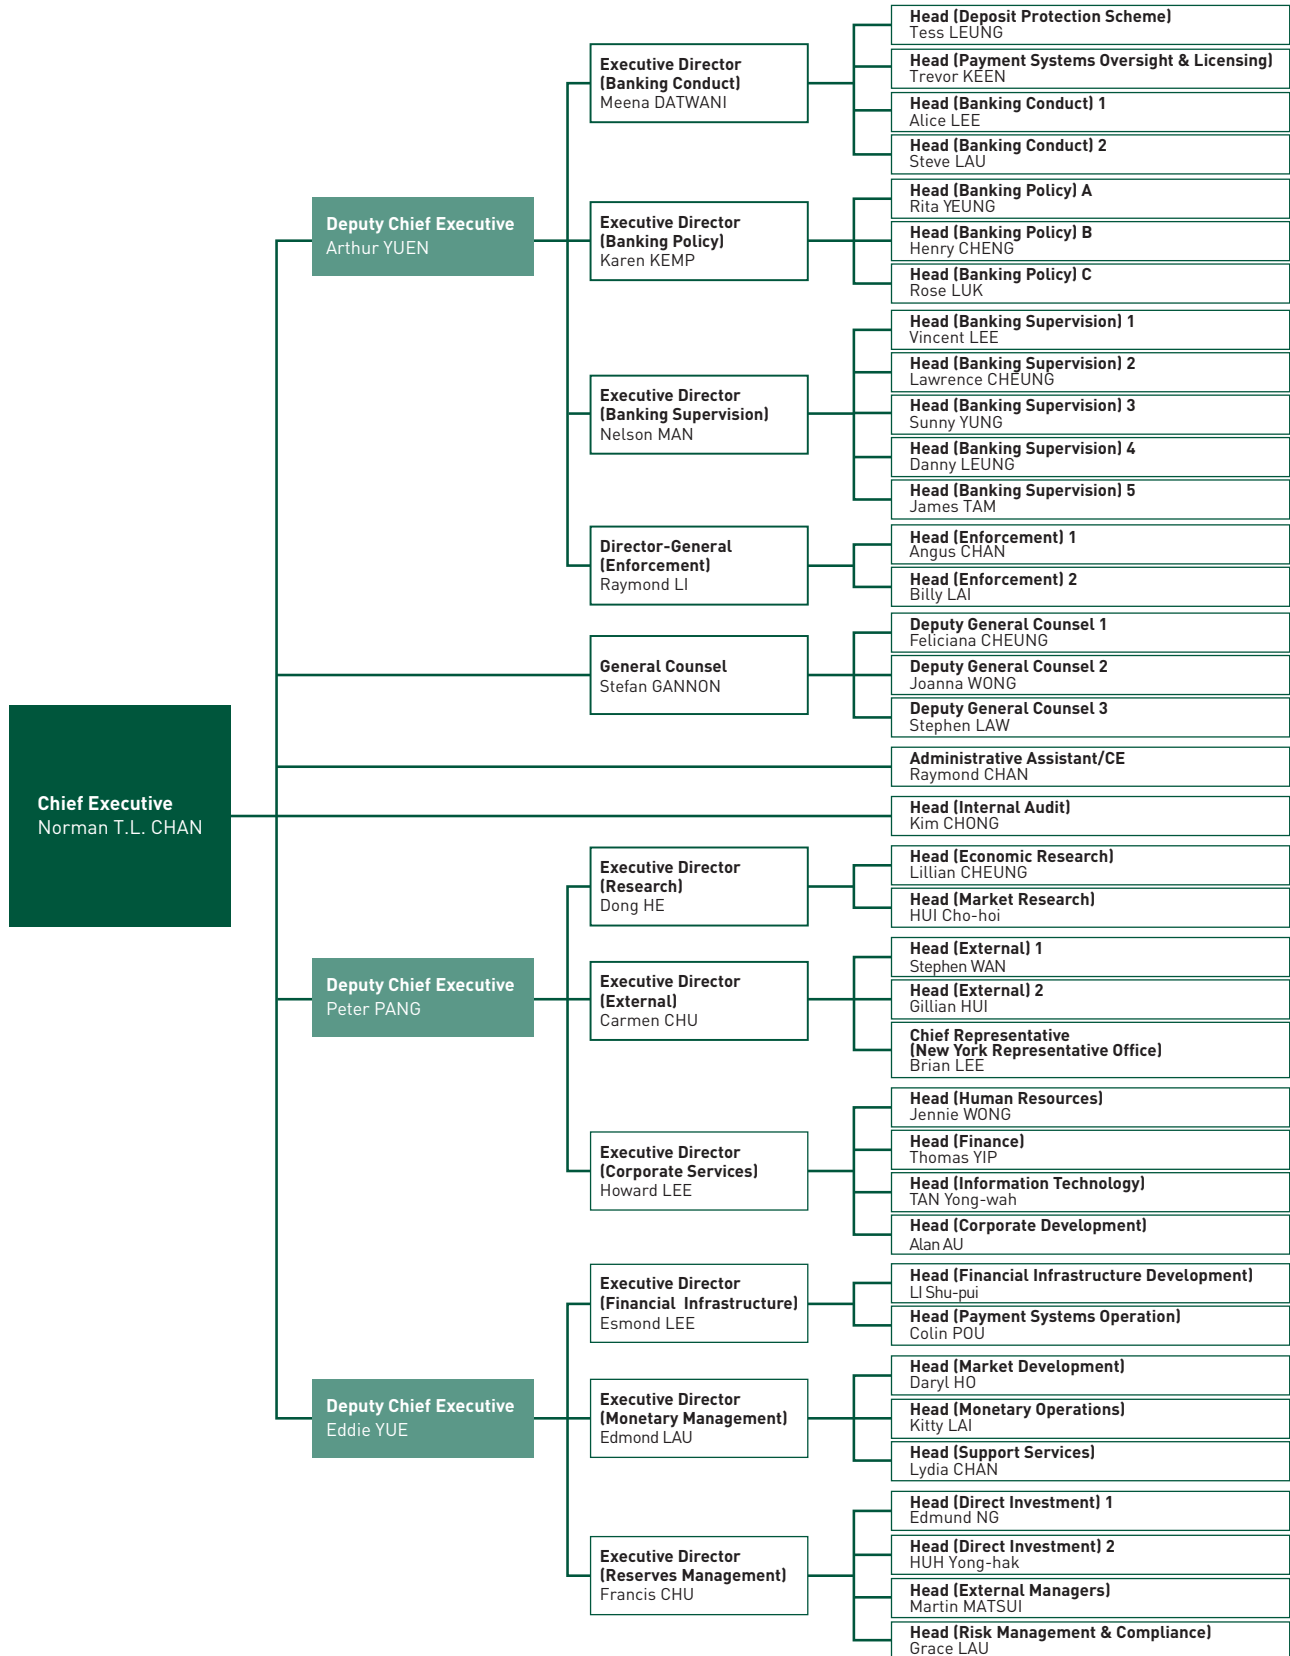 Chief Executive
Norman T.L. CHAN
Deputy Chief Executive
Arthur YUEN
Executive Director
(Banking Conduct)
Meena DATWANI
Head (Deposit Protection Scheme)
Tess LEUNG
Head (Payment Systems Oversight & Licensing)
Trevor KEEN
Head (Banking Conduct) 1
Alice LEE
Head (Banking Conduct) 2
Steve LAU
Executive Director
(Banking Policy)
Karen KEMP
Head (Banking Policy) A
Rita YEUNG
Head (Banking Policy) B
Henry CHENG
Head (Banking Policy) C
Rose LUK
Executive Director
(Banking Supervision)
Nelson MAN
Head (Banking Supervision) 1
Vincent LEE
Head (Banking Supervision) 2
Lawrence CHEUNG
Head (Banking Supervision) 3
Sunny YUNG
Head (Banking Supervision) 4
Danny LEUNG
Head (Banking Supervision) 5
James TAM
Director-General
(Enforcement)
Raymond LI
Head (Enforcement) 1
Angus CHAN
Head (Enforcement) 2
Billy LAI
General Counsel
Stefan GANNON
Deputy General Counsel 1
Feliciana CHEUNG
Deputy General Counsel 2
Joanna WONG
Deputy General Counsel 3
Stephen LAW
Administrative Assistant/CE
Raymond CHAN
Head (Internal Audit)
Kim CHONG
Deputy Chief Executive
Peter PANG
Executive Director
(Research)
Dong HE
Head (Economic Research)
Lillian CHEUNG
Head (Market Research)
HUI Cho-hoi
Executive Director
(External)
Carmen CHU
Head (External) 1
Stephen WAN
Head (External) 2
Gillian HUI
Chief Representative
(New York Representative Office)
Brian LEE
Executive Director
(Corporate Services)
Howard LEE
Head (Human Resources)
Jennie WONG
Head (Finance)
Thomas YIP
Head (Information Technology)
TAN Yong-wah
Head (Corporate Development)
Alan AU
Deputy Chief Executive
Eddie YUE
Executive Director
(Financial Infrastructure)
Esmond LEE
Head (Financial Infrastructure Development)
LI Shu-pui
Head (Payment Systems Operation)
Colin POU
Executive Director
(Monetary Management)
Edmond LAU
Head (Market Development)
Daryl HO
Head (Monetary Operations)
Kitty LAI
Head (Support Services)
Lydia CHAN
Executive Director
(Reserves Management)
Francis CHU
Head (Direct Investment) 1
Edmund NG
Head (Direct Investment) 2
HUH Yong-hak
Head (External Managers)
Martin MATSUI
Head (Risk Management & Compliance)
Grace LAU